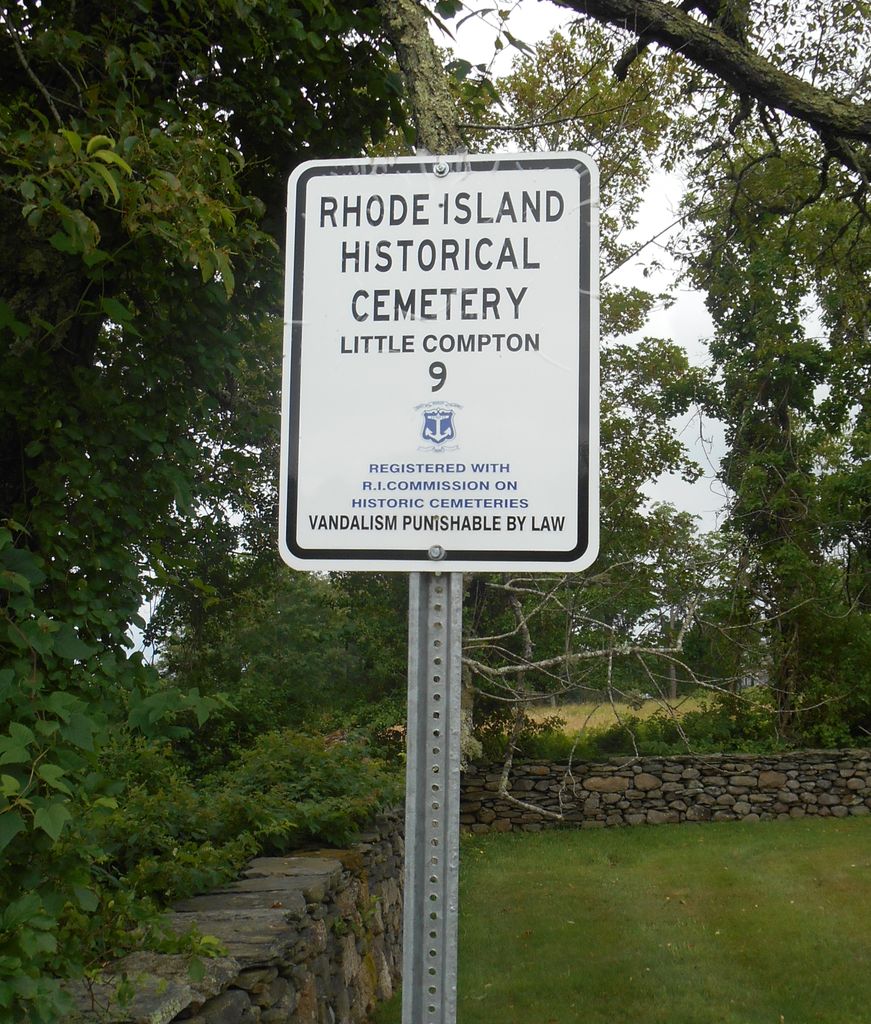 RHODE ISLAND
HISTORICAL
CEMETERY
LITTLE COMPTON
9
REGISTERED WITH
R.I.COMMISSION ON
HISTORIC CEMETERIES
VANDALISM PUNISHABLE BY LAW